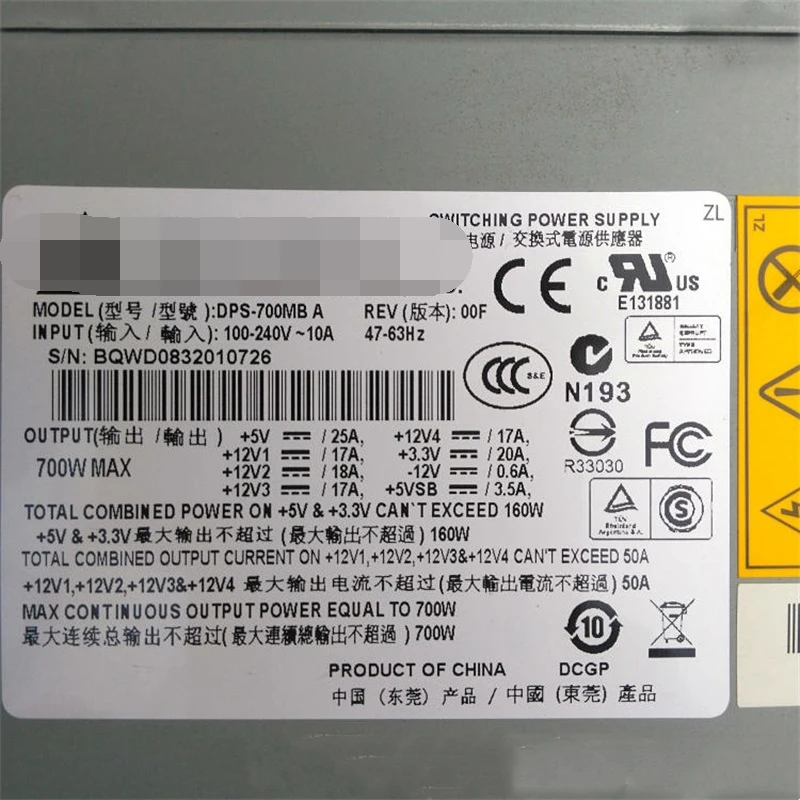 SWITCHING POWER SUPPLY
ZL
电源 / 交換式電源供應器
MODEL (型号 / 型號 ):DPS-700MB A REV (版本): 00F
INPUT (输入 / 輸入 ): 100-240V ~10A 47-63Hz
S/N: BQWD0832010726
CE
c RU US
®
E131881
S&E
N193
R33030
FC
OUTPUT(输出 / 輸出 ) +5V ⎓ / 25A, +12V4 ⎓ / 17A,
700W MAX +12V1 ⎓ / 17A, +3.3V ⎓ / 20A,
+12V2 ⎓ / 18A, -12V ⎓ / 0.6A,
+12V3 ⎓ / 17A, +5VSB ⎓ / 3.5A,
TOTAL COMBINED POWER ON +5V & +3.3V CAN'T EXCEED 160W
+5V & +3.3V 最大输出不超过 (最大輸出不超過 ) 160W
TOTAL COMBINED OUTPUT CURRENT ON +12V1,+12V2,+12V3&+12V4 CAN'T EXCEED 50A
+12V1,+12V2,+12V3&+12V4 最大输出电流不超过(最大輸出電流不超過 ) 50A
MAX CONTINUOUS OUTPUT POWER EQUAL TO 700W
最大连续总输出不超过( 最大連續總輸出不超過 ) 700W
TÜV
Rheinland
Argentina S.A.
S
10
DCGP
PRODUCT OF CHINA
中国 (东莞) 产品 / 中國 (東莞) 產品
ZL